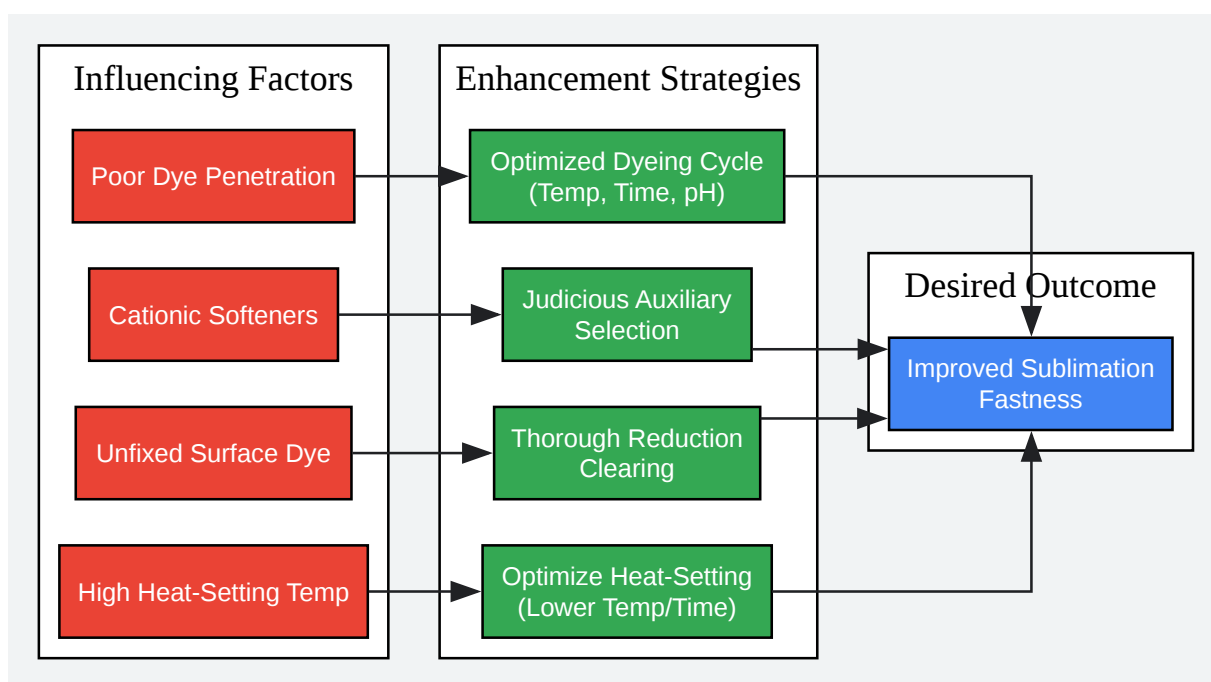 Influencing Factors
Poor Dye Penetration
Cationic Softeners
Unfixed Surface Dye
High Heat-Setting Temp
Enhancement Strategies
Optimized Dyeing Cycle
(Temp, Time, pH)
Judicious Auxiliary
Selection
Thorough Reduction
Clearing
Optimize Heat-Setting
(Lower Temp/Time)
Desired Outcome
Improved Sublimation
Fastness